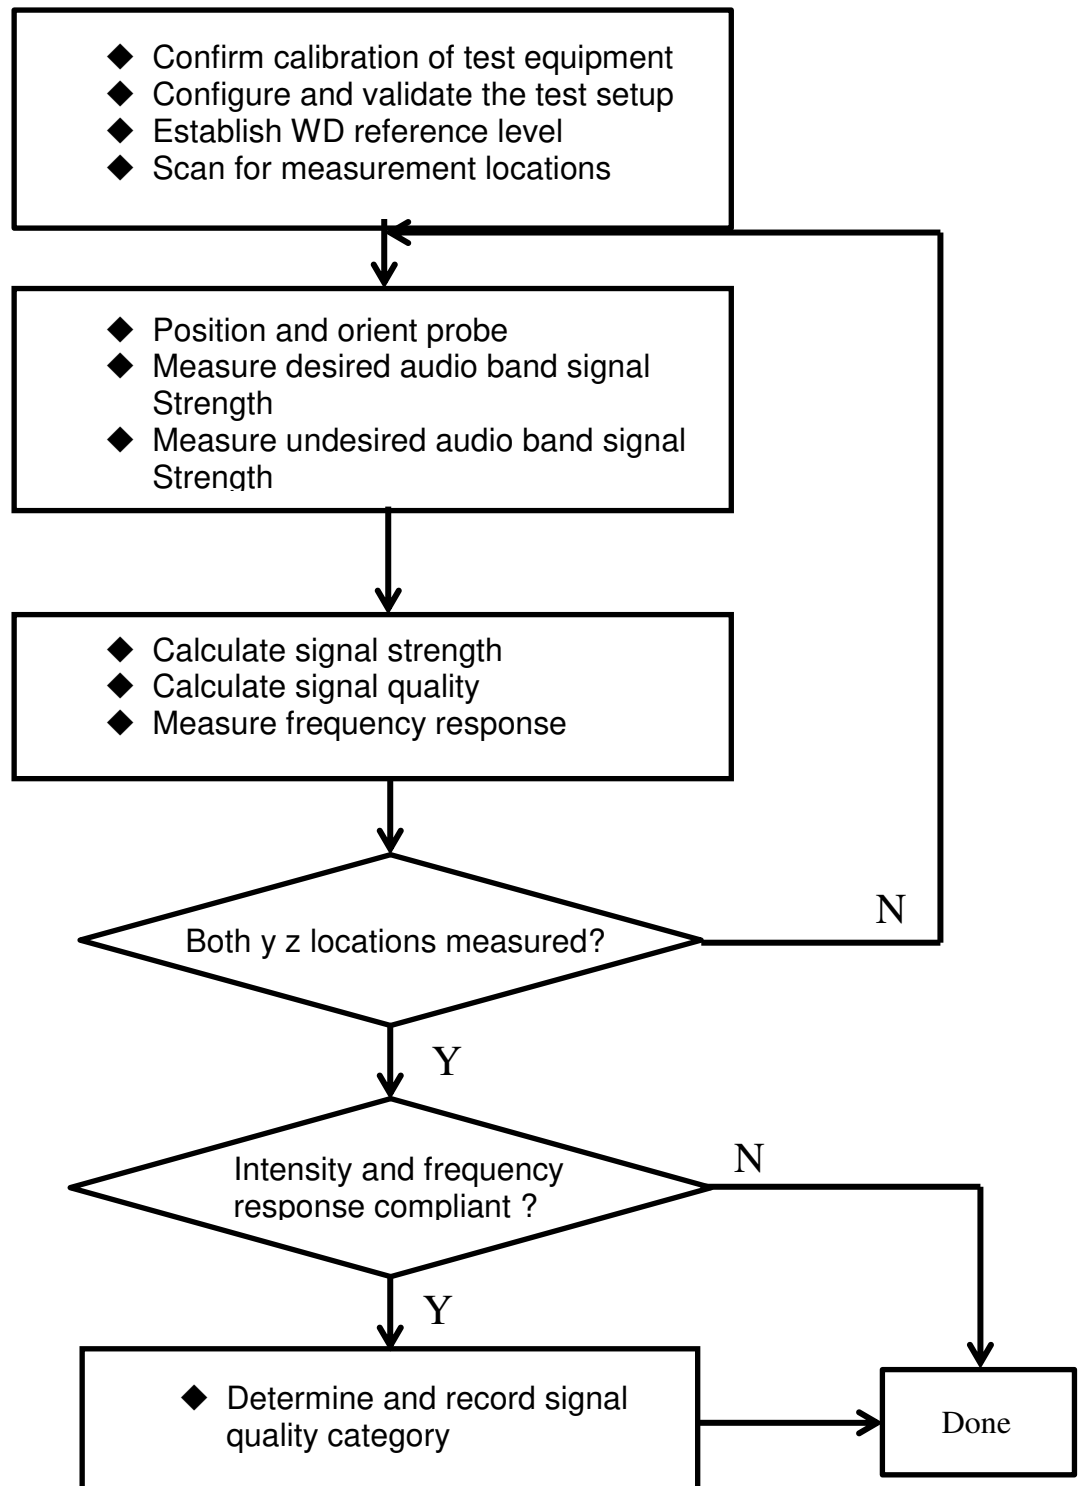 ◆ Confirm calibration of test equipment
◆ Configure and validate the test setup
◆ Establish WD reference level
◆ Scan for measurement locations
◆ Position and orient probe
◆ Measure desired audio band signal
Strength
◆ Measure undesired audio band signal
Strength
◆ Calculate signal strength
◆ Calculate signal quality
◆ Measure frequency response
Both y z locations measured?
N
Y
Intensity and frequency
response compliant ?
N
Y
◆ Determine and record signal
quality category
Done